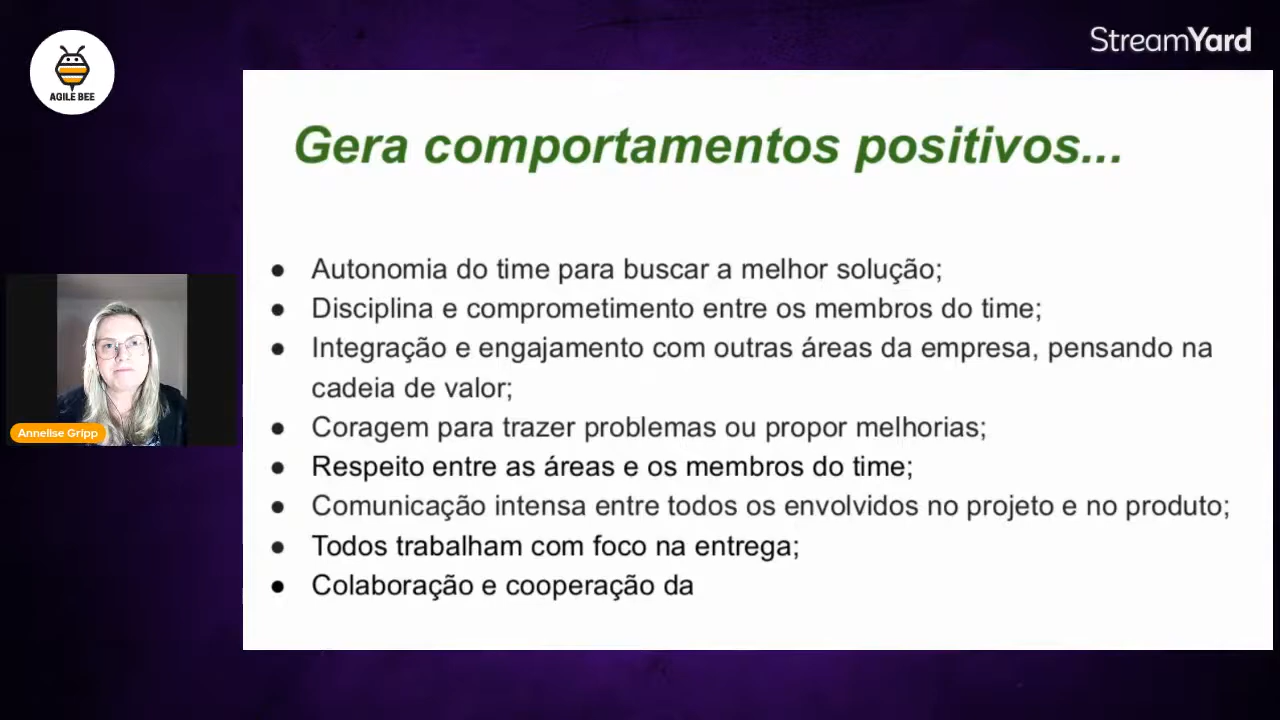 StreamYard
AGILE BEE
Gera comportamentos positivos...
● Autonomia do time para buscar a melhor solução;
● Disciplina e comprometimento entre os membros do time;
● Integração e engajamento com outras áreas da empresa, pensando na
cadeia de valor;
● Coragem para trazer problemas ou propor melhorias;
● Respeito entre as áreas e os membros do time;
● Comunicação intensa entre todos os envolvidos no projeto e no produto;
● Todos trabalham com foco na entrega;
● Colaboração e cooperação da
Annelise Gripp